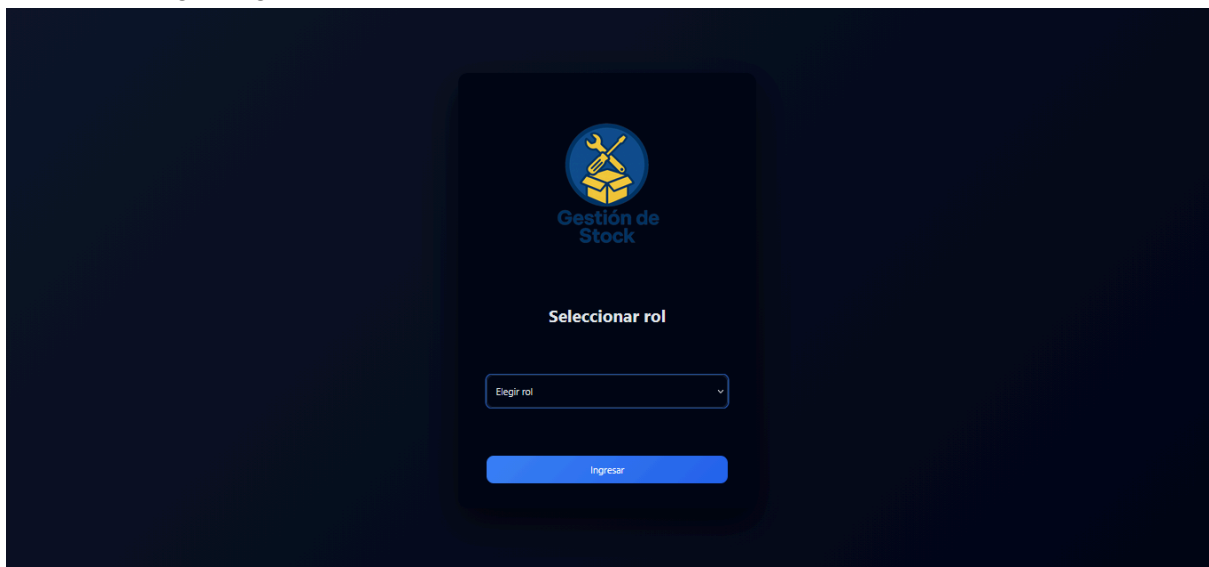 Gestión de
Stock
Seleccionar rol
Elegir rol
Ingresar